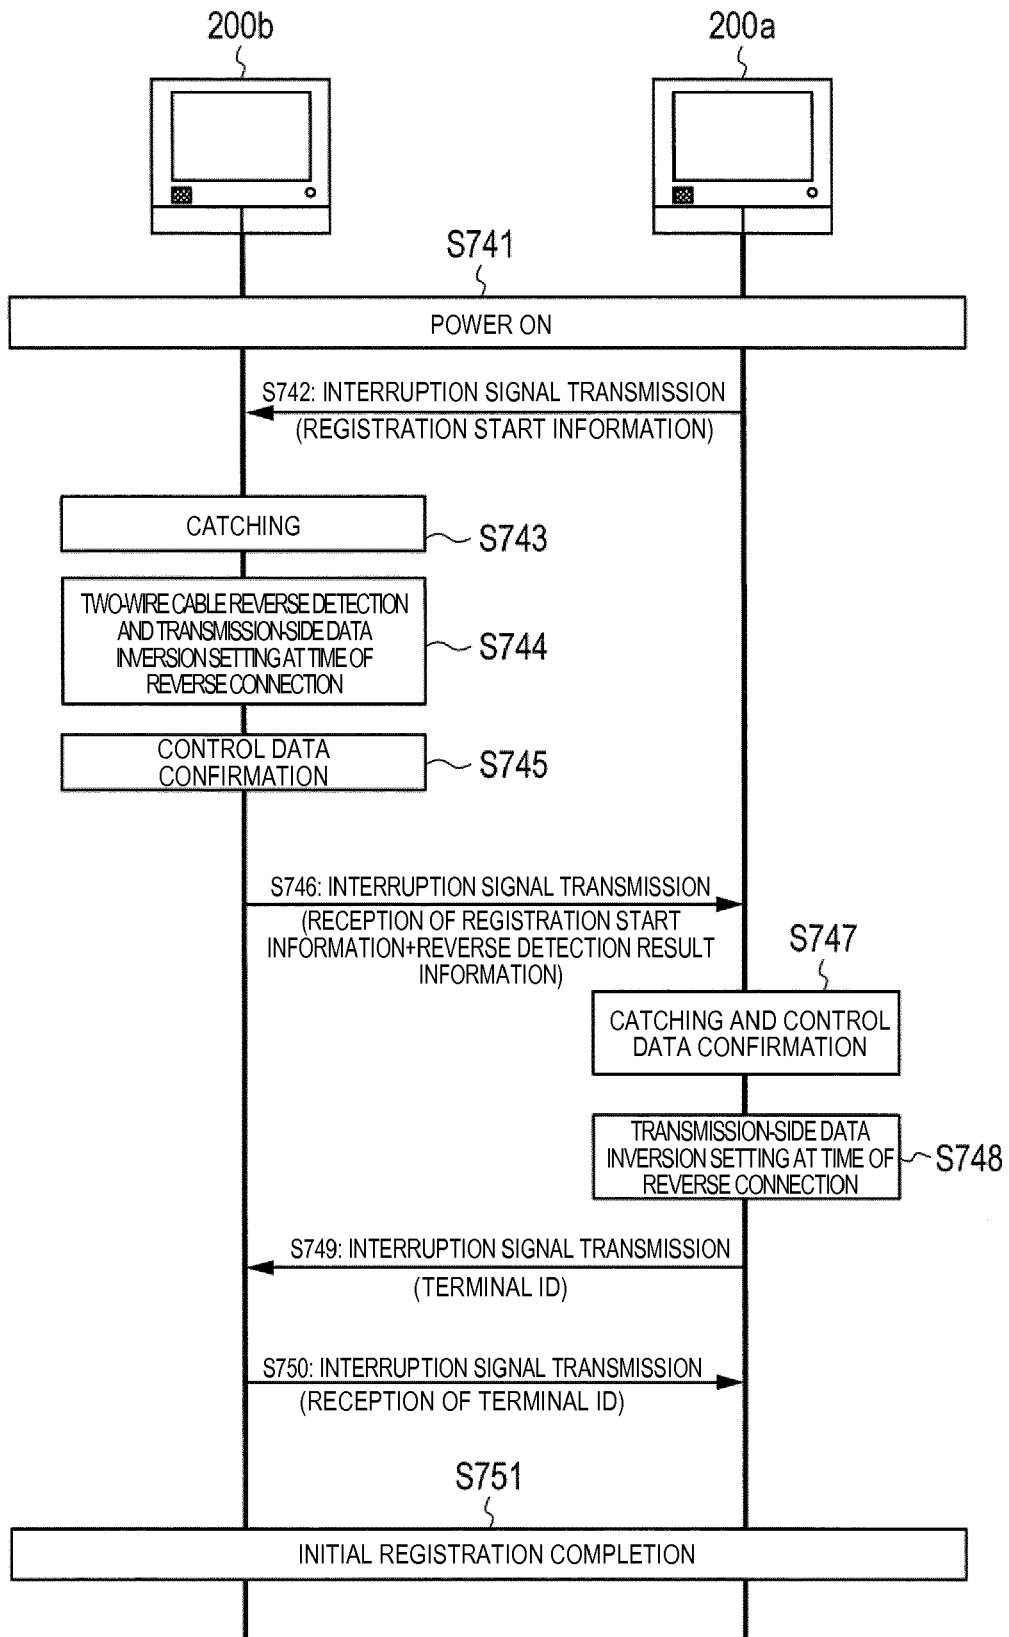 200b
200a
S741
POWER ON
S742: INTERRUPTION SIGNAL TRANSMISSION
(REGISTRATION START INFORMATION)
CATCHING
S743
TWO-WIRE CABLE REVERSE DETECTION
AND TRANSMISSION-SIDE DATA
INVERSION SETTING AT TIME OF
REVERSE CONNECTION
S744
CONTROL DATA
CONFIRMATION
S745
S746: INTERRUPTION SIGNAL TRANSMISSION
(RECEPTION OF REGISTRATION START
INFORMATION+REVERSE DETECTION RESULT
INFORMATION)
S747
CATCHING AND CONTROL
DATA CONFIRMATION
TRANSMISSION-SIDE DATA
INVERSION SETTING AT TIME OF
REVERSE CONNECTION
S748
S749: INTERRUPTION SIGNAL TRANSMISSION
(TERMINAL ID)
S750: INTERRUPTION SIGNAL TRANSMISSION
(RECEPTION OF TERMINAL ID)
S751
INITIAL REGISTRATION COMPLETION